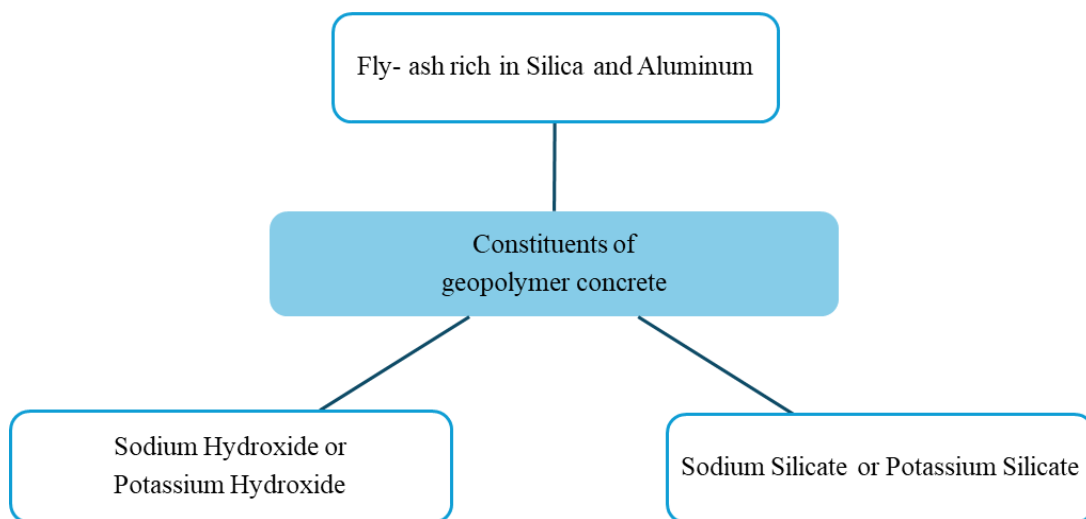 Fly- ash rich in Silica and Aluminum
Constituents of
geopolymer concrete
Sodium Hydroxide or
Potassium Hydroxide
Sodium Silicate or Potassium Silicate